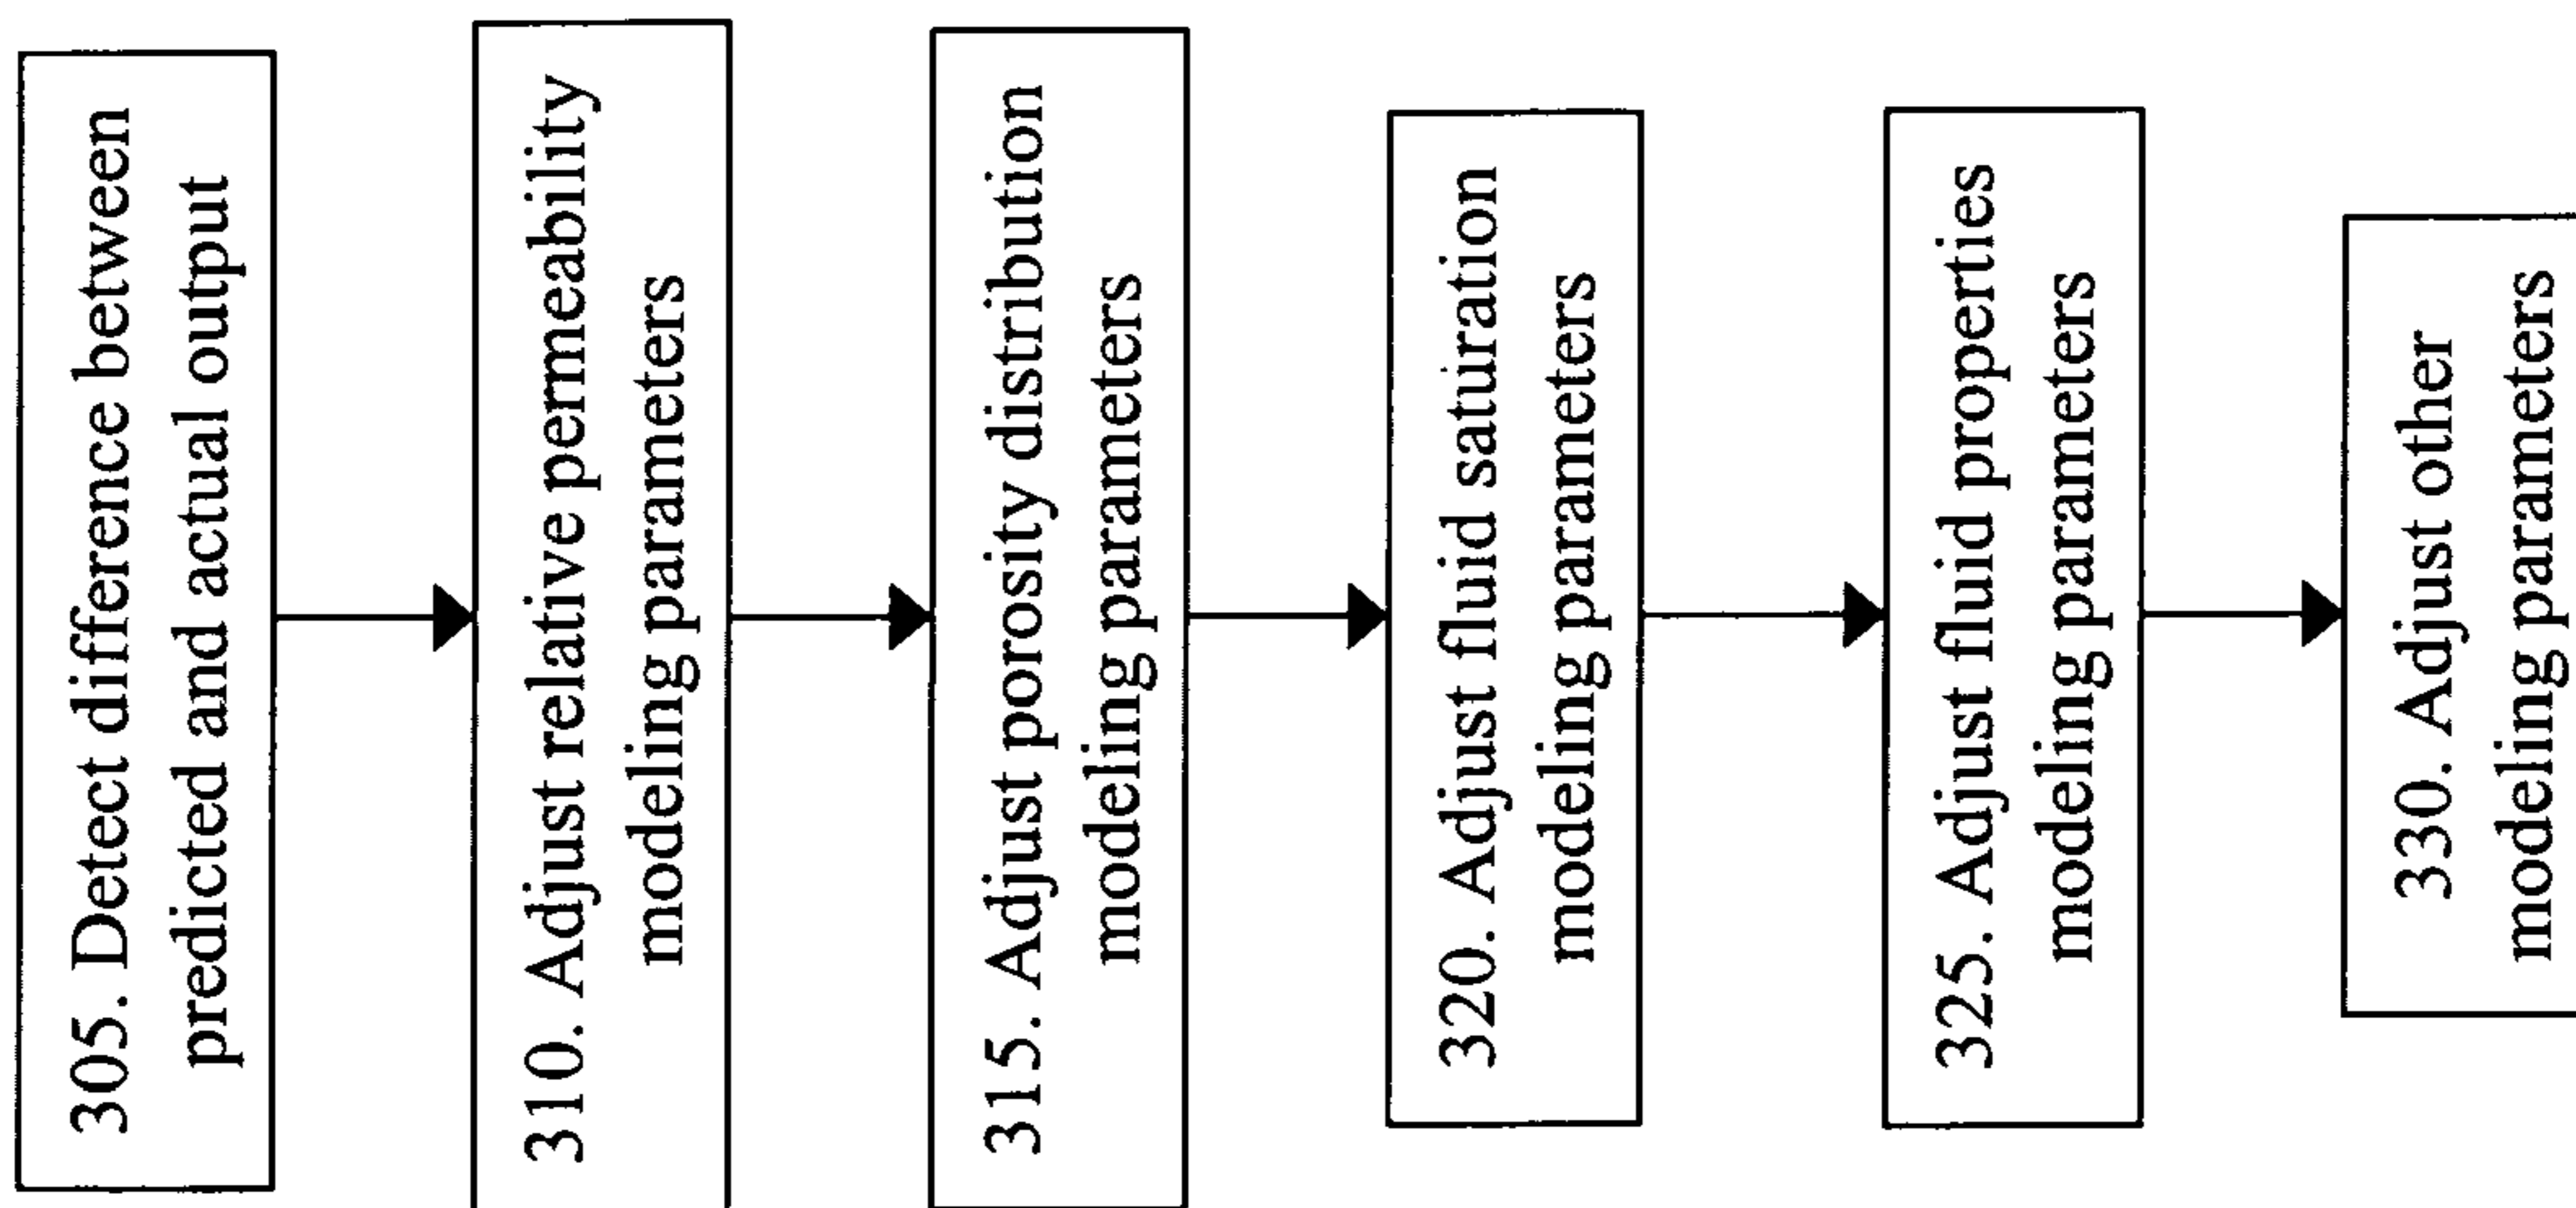 305. Detect difference between
predicted and actual output
310. Adjust relative permeability
modeling parameters
315. Adjust porosity distribution
modeling parameters
320. Adjust fluid saturation
modeling parameters
325. Adjust fluid properties
modeling parameters
330. Adjust other
modeling parameters